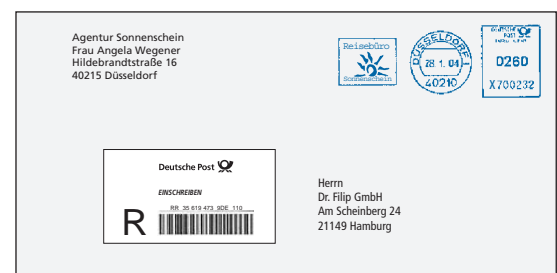 Agentur Sonnenschein
Frau Angela Wegener
Hildebrandtstraße 16
40215 Düsseldorf
Reisebüro
Sonnenschein
DÜSSELDORF 1
28.1.04
40210
Deutsche
Post
0260
X700232
Deutsche Post
EINSCHREIBEN
RR 35 619 473 9DE 110
R
Herrn
Dr. Filip GmbH
Am Scheinberg 24
21149 Hamburg